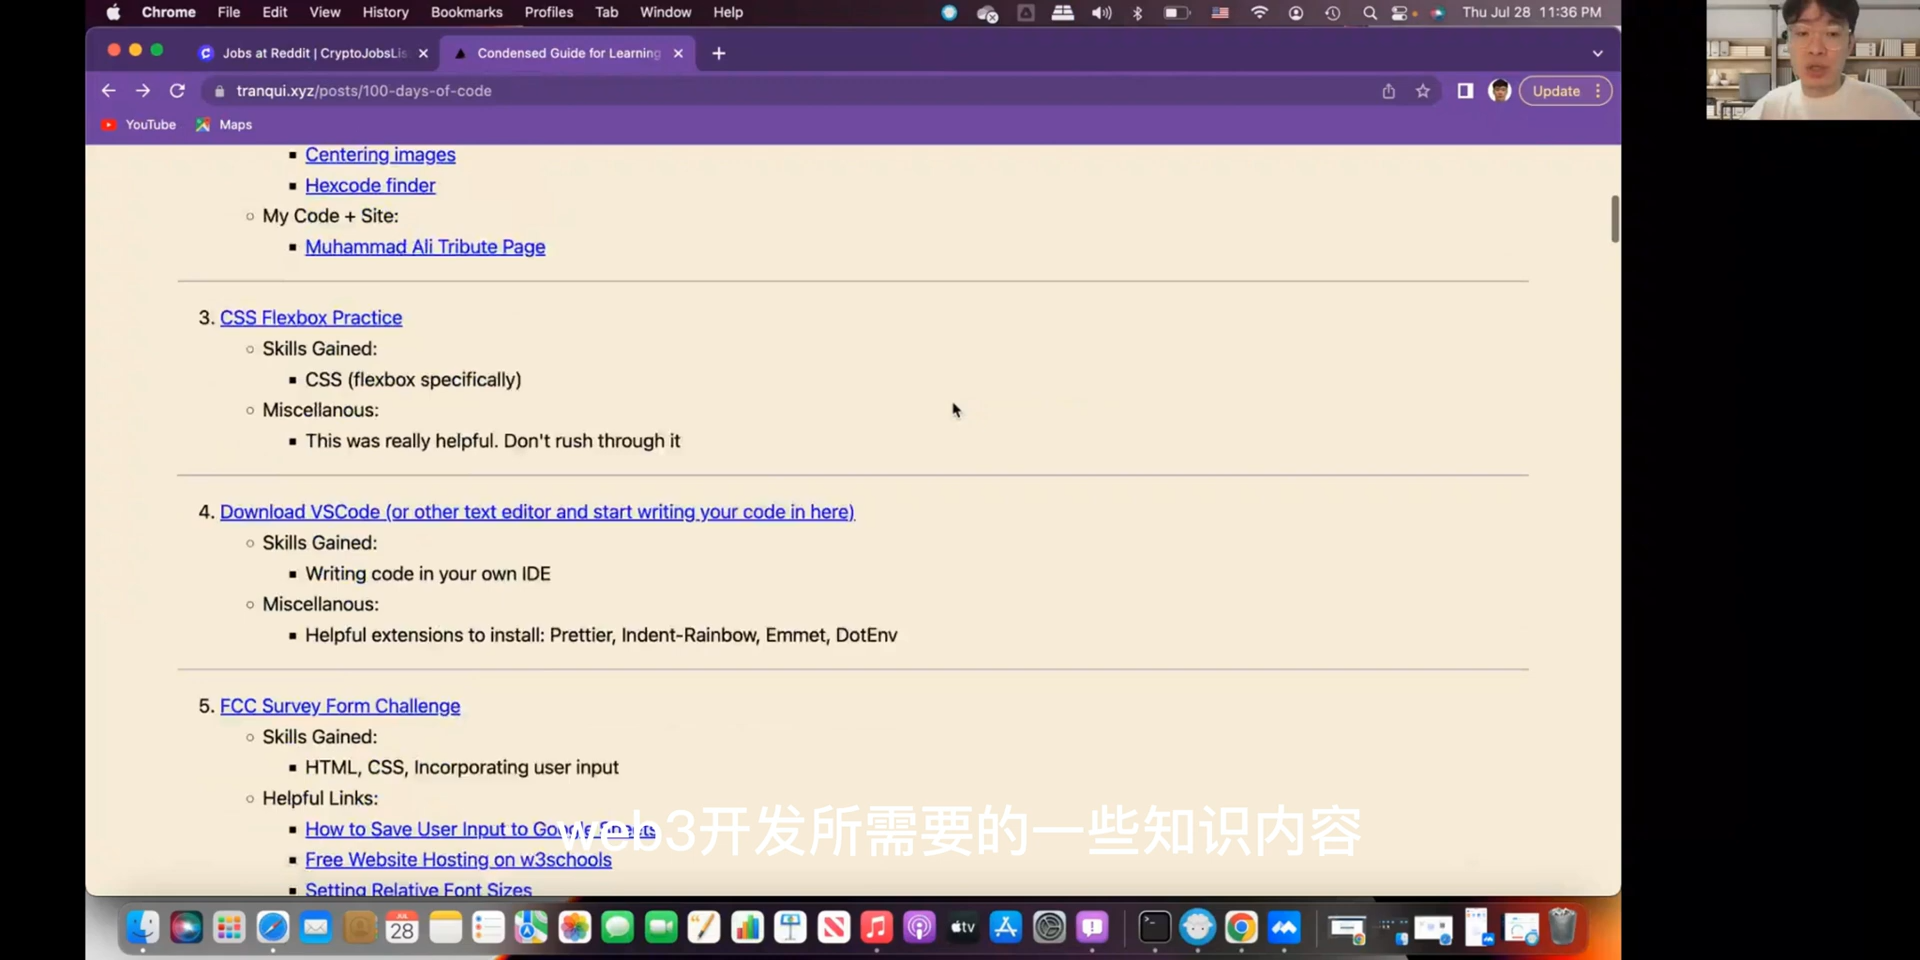 Chrome File Edit View History Bookmarks Profiles Tab Window Help Thu Jul 28 11:36 PM
Jobs at Reddit | CryptoJobsLis Condensed Guide for Learning
tranqui.xyz/posts/100-days-of-code Update
YouTube Maps
Centering images
Hexcode finder
My Code + Site:
Muhammad Ali Tribute Page
3. CSS Flexbox Practice
Skills Gained:
CSS (flexbox specifically)
Miscellanous:
This was really helpful. Don't rush through it
4. Download VSCode (or other text editor and start writing your code in here)
Skills Gained:
Writing code in your own IDE
Miscellanous:
Helpful extensions to install: Prettier, Indent-Rainbow, Emmet, DotEnv
5. FCC Survey Form Challenge
Skills Gained:
HTML, CSS, Incorporating user input
Helpful Links:
How to Save User Input to Google Sheets
web3开发所需要的一些知识内容
Free Website Hosting on w3schools
Setting Relative Font Sizes
JUL
28
tv